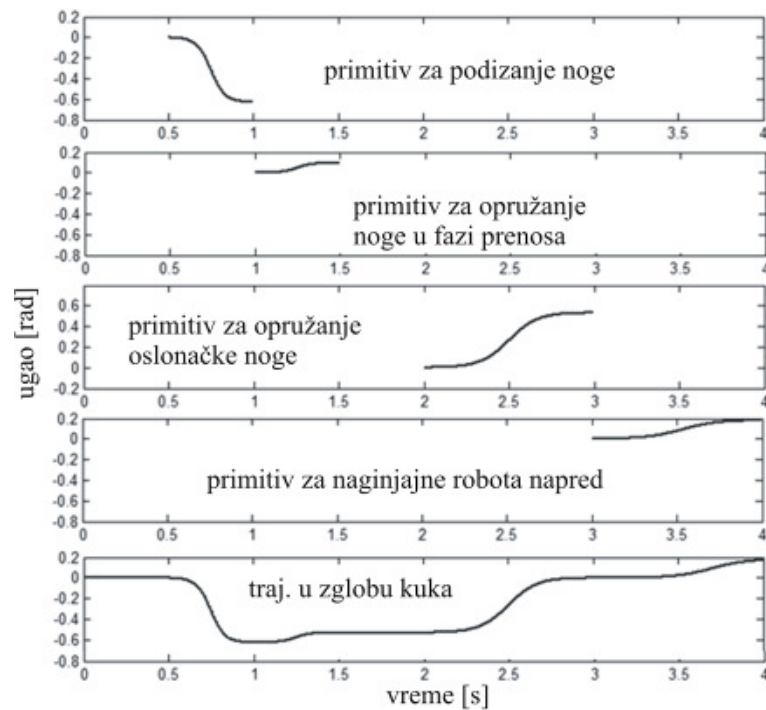 0.2
0
-0.2
-0.4
-0.6
-0.8
primitiv za podizanje noge
0 0.5 1 1.5 2 2.5 3 3.5 4
0.2
0
-0.2
-0.4
-0.6
-0.8
primitiv za opružanje
noge u fazi prenosa
0 0.5 1 1.5 2 2.5 3 3.5 4
ugao [rad]
0.6
0.4
0.2
0
-0.2
primitiv za opružanje
oslonačke noge
0 0.5 1 1.5 2 2.5 3 3.5 4
0.2
0
-0.2
-0.4
-0.6
-0.8
primitiv za naginjajne robota napred
0 0.5 1 1.5 2 2.5 3 3.5 4
0.2
0
-0.2
-0.4
-0.6
-0.8
traj. u zglobu kuka
0 0.5 1 1.5 2 2.5 3 3.5 4
vreme [s]